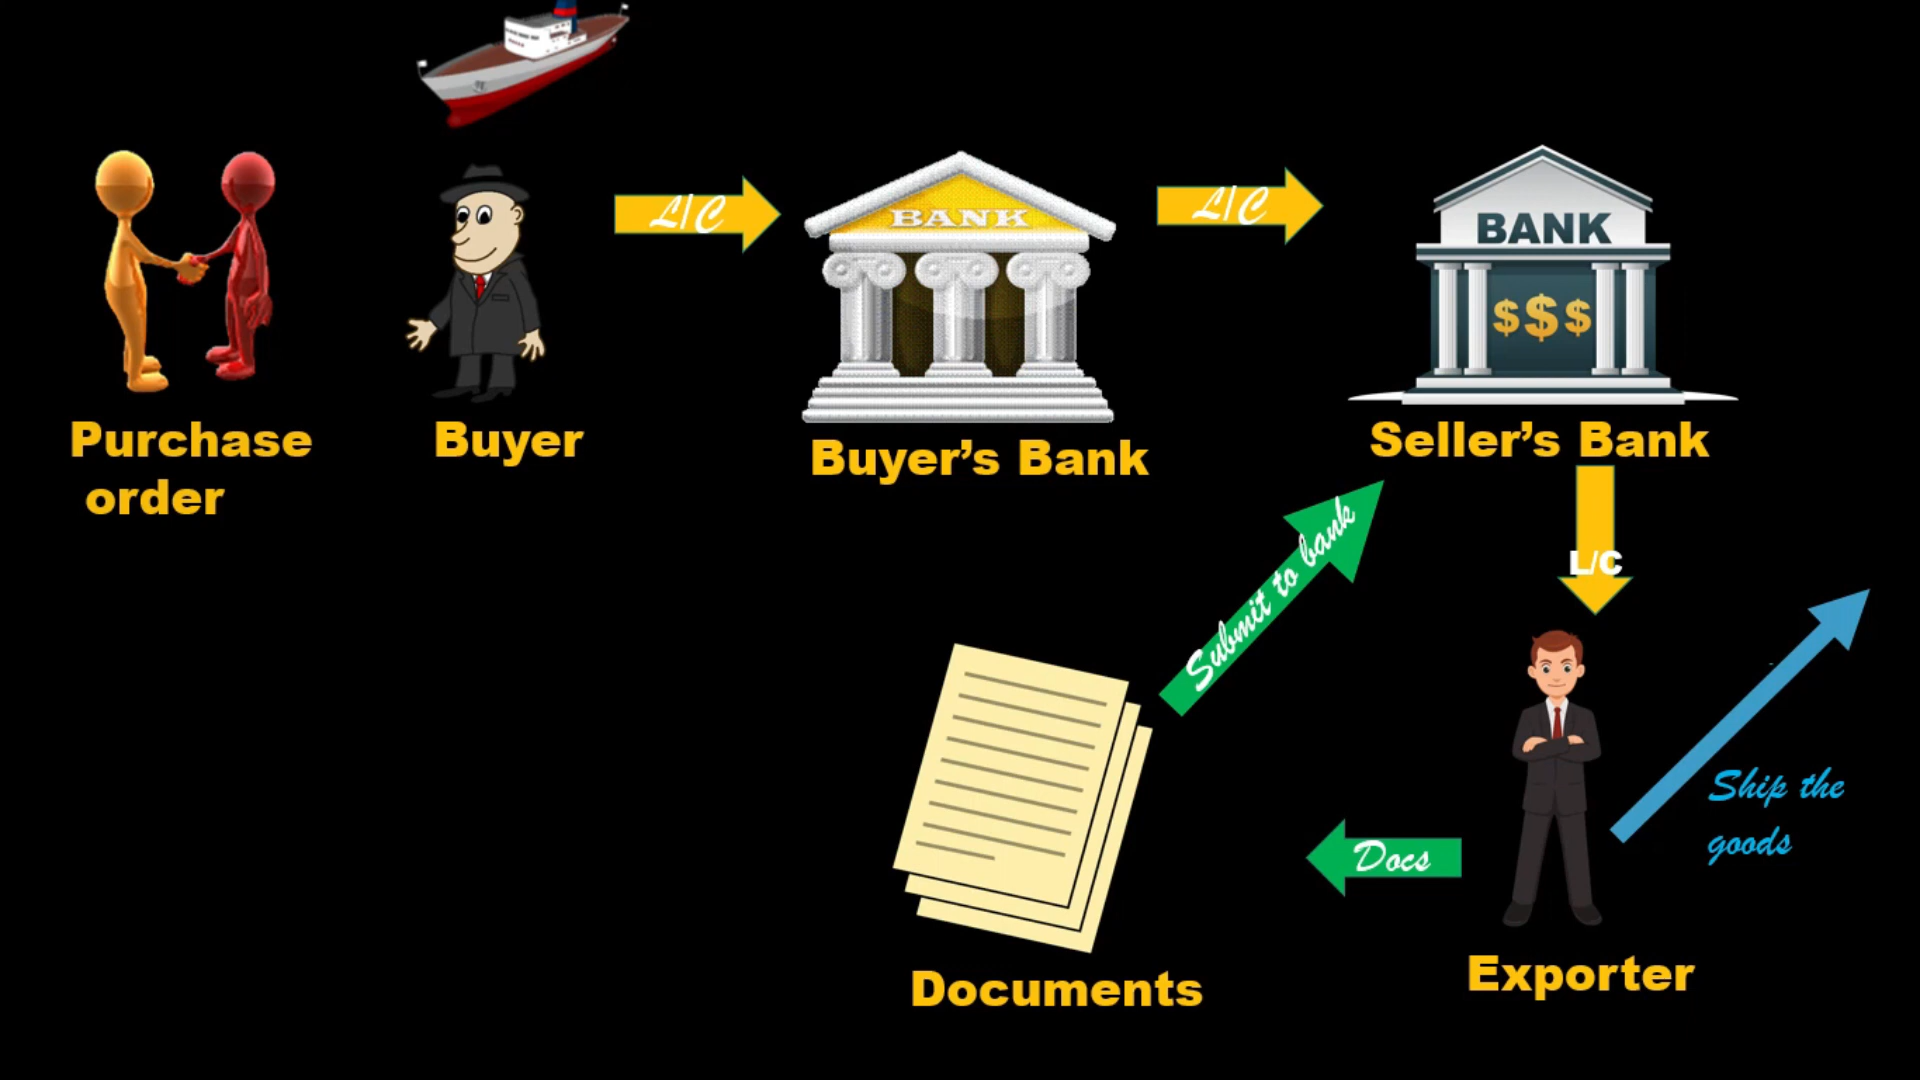 L/C
L/C
BANK
BANK
$$$
Purchase
order
Buyer
Buyer's Bank
Seller's Bank
Submit to bank
L/C
Ship the
goods
Docs
Exporter
Documents